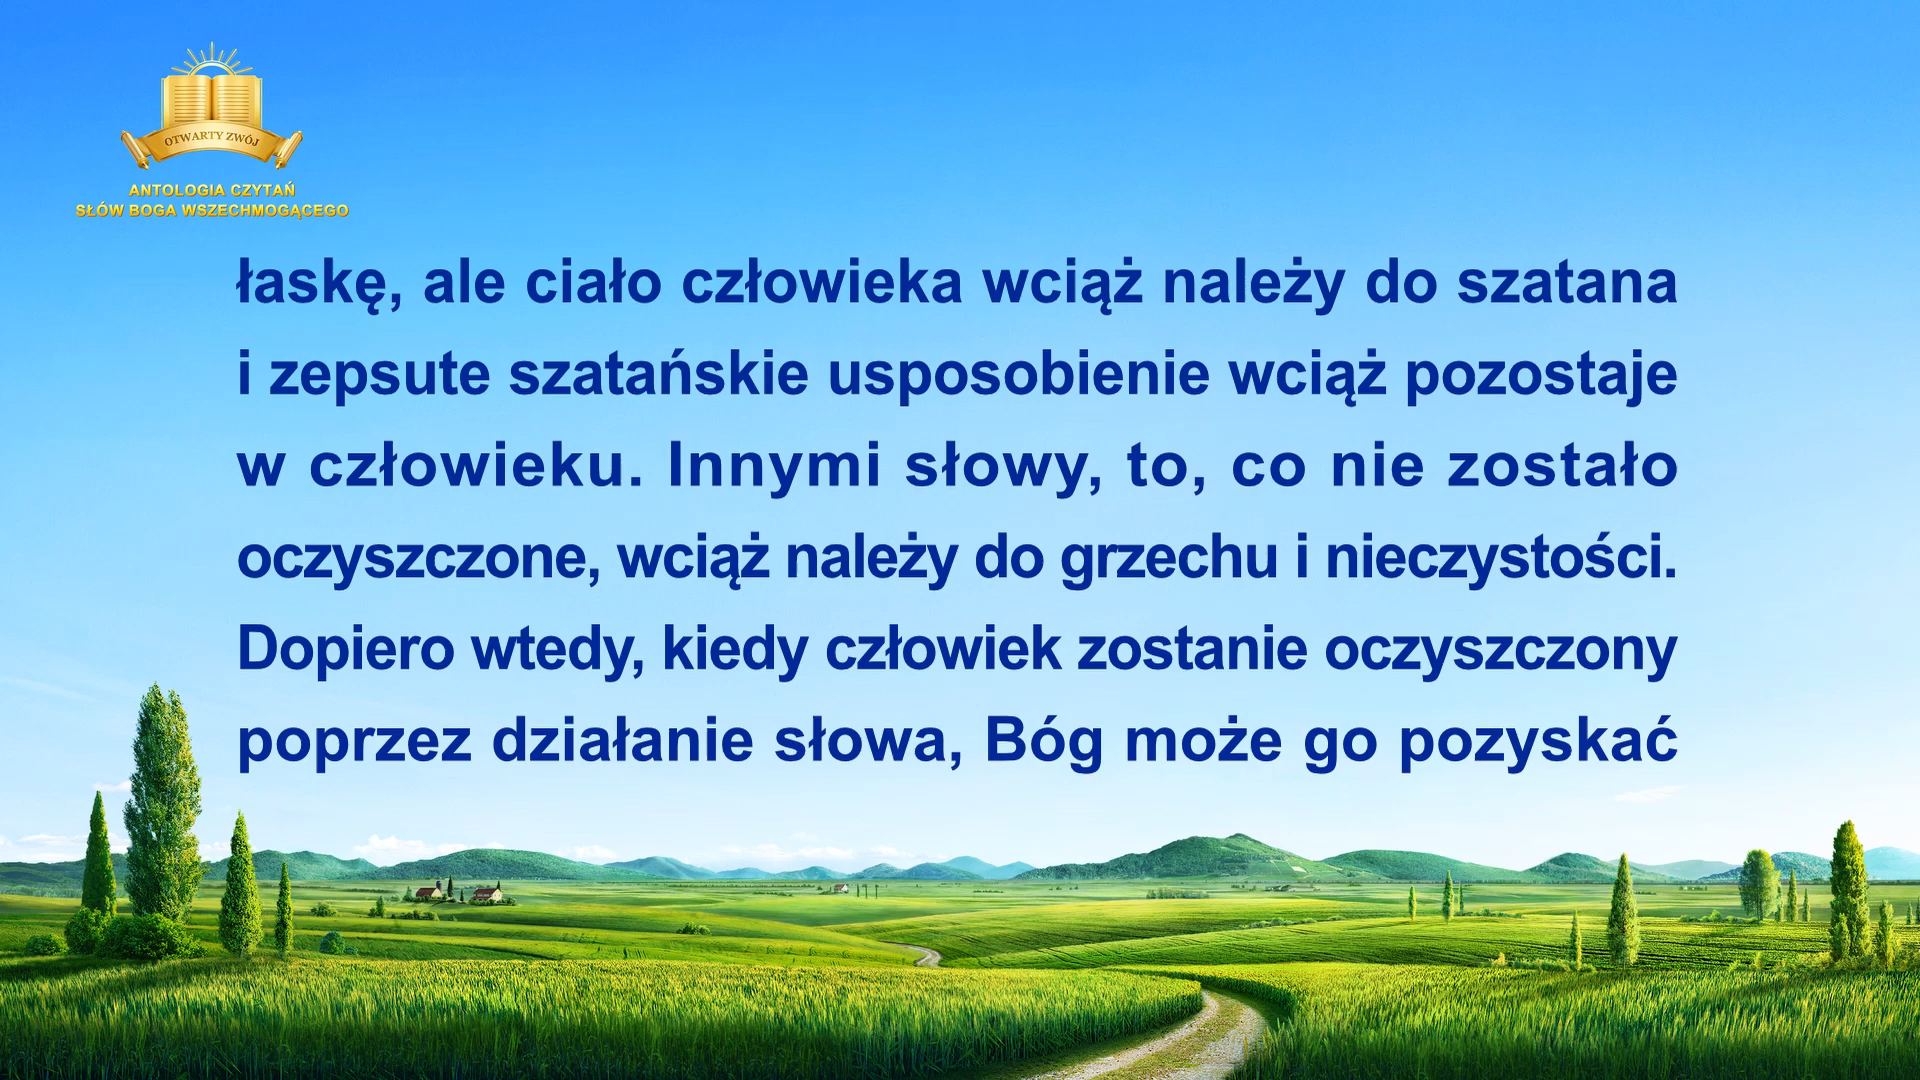 OTWARTY ZWÓJ
ANTOLOGIA CZYTAŃ
SŁÓW BOGA WSZECHMOGĄCEGO
łaskę, ale ciało człowieka wciąż należy do szatana
i zepsute szatańskie usposobienie wciąż pozostaje
w człowieku. Innymi słowy, to, co nie zostało
oczyszczone, wciąż należy do grzechu i nieczystości.
Dopiero wtedy, kiedy człowiek zostanie oczyszczony
poprzez działanie słowa, Bóg może go pozyskać